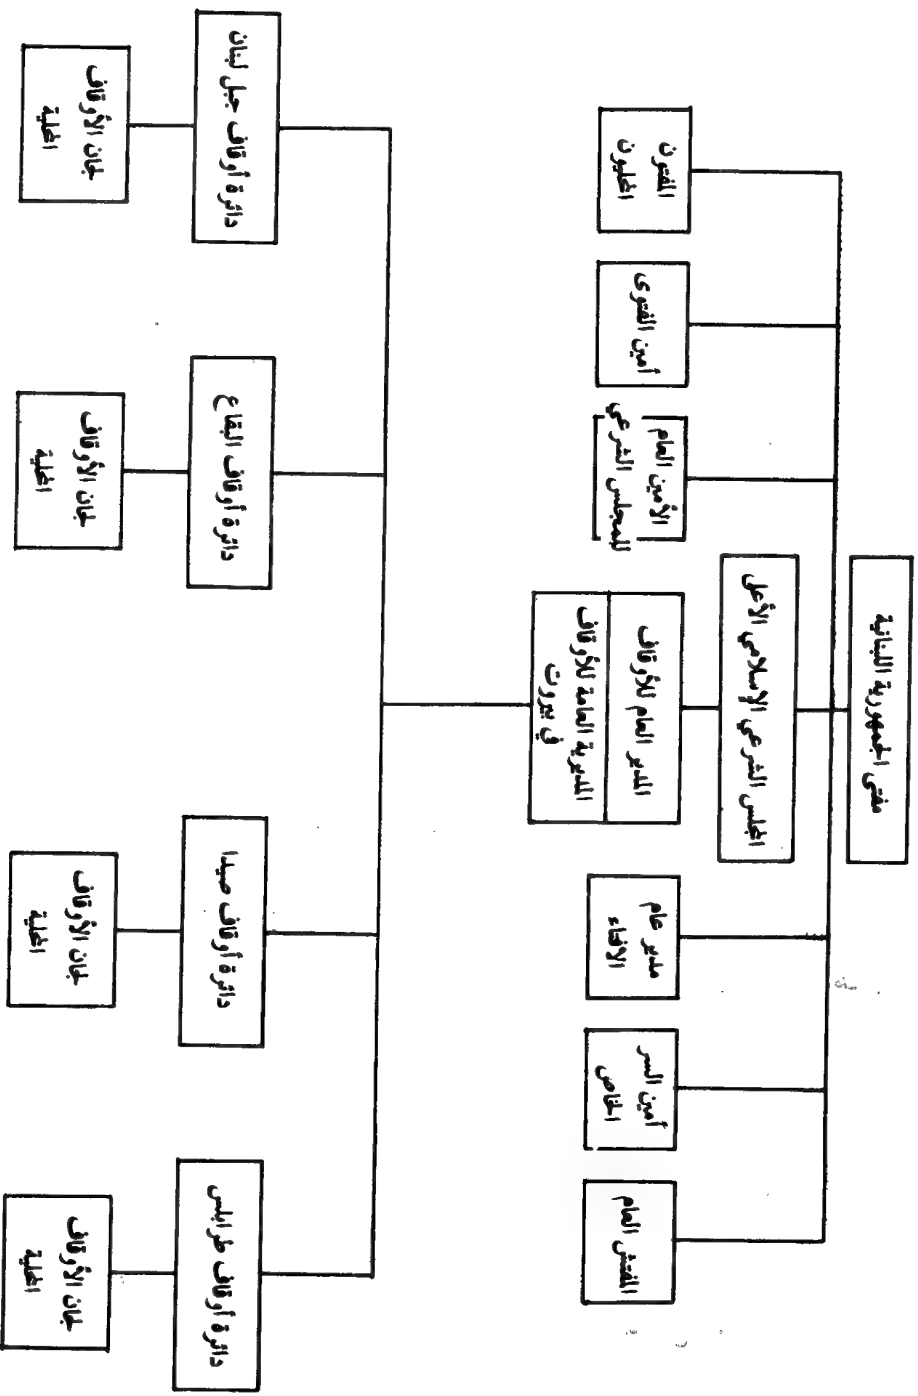 مفتي الجمهورية اللبنانية
المجلس الشرعي الإسلامي الأعلى
المفتش العام
أمين السر
الخاص
مدير عام
الافتاء
المدير العام للأوقاف
المديرية العامة للأوقاف
في بيروت
الأمين العام
للمجلس الشرعي
أمين الفتوى
المفتون
المحليون
دائرة أوقاف طرابلس
دائرة أوقاف صيدا
دائرة أوقاف البقاع
دائرة أوقاف جبل لبنان
لجان الأوقاف
المحلية
لجان الأوقاف
المحلية
لجان الأوقاف
المحلية
لجان الأوقاف
المحلية